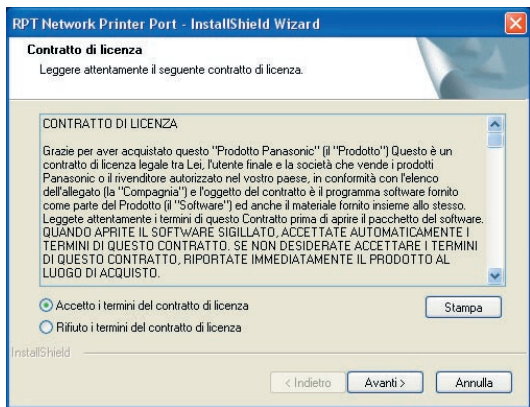 RPT Network Printer Port - InstallShield Wizard
Contratto di licenza
Leggere attentamente il seguente contratto di licenza.
CONTRATTO DI LICENZA
Grazie per aver acquistato questo "Prodotto Panasonic" (il "Prodotto") Questo è un
contratto di licenza legale tra Lei, l'utente finale e la società che vende i prodotti
Panasonic o il rivenditore autorizzato nel vostro paese, in conformità con l'elenco
dell'allegato (la "Compagnia") e l'oggetto del contratto è il programma software fornito
come parte del Prodotto (il "Software") ed anche il materiale fornito insieme allo stesso.
Leggete attentamente i termini di questo Contratto prima di aprire il pacchetto del software.
QUANDO APRITE IL SOFTWARE SIGILLATO, ACCETTATE AUTOMATICAMENTE I
TERMINI DI QUESTO CONTRATTO. SE NON DESIDERATE ACCETTARE I TERMINI
DI QUESTO CONTRATTO, RIPORTATE IMMEDIATAMENTE IL PRODOTTO AL
LUOGO DI ACQUISTO.
Accetto i termini del contratto di licenza
Stampa
Rifiuto i termini del contratto di licenza
InstallShield
< Indietro
Avanti >
Annulla